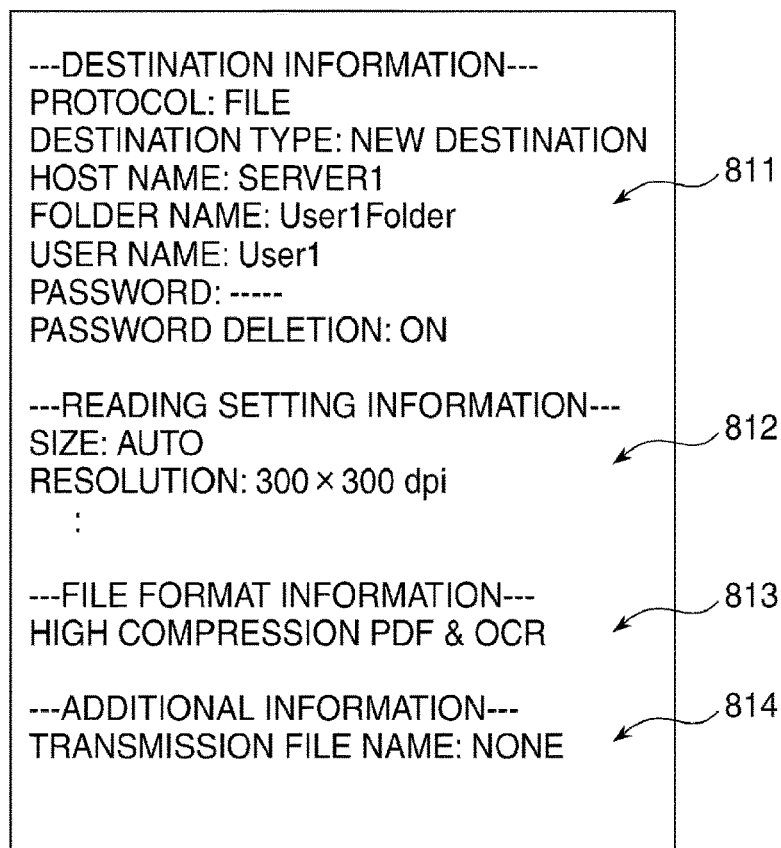 ---DESTINATION INFORMATION---
PROTOCOL: FILE
DESTINATION TYPE: NEW DESTINATION
HOST NAME: SERVER1
811
FOLDER NAME: User1Folder
USER NAME: User1
PASSWORD: -----
PASSWORD DELETION: ON
---READING SETTING INFORMATION---
812
SIZE: AUTO
RESOLUTION: 300 × 300 dpi
:
---FILE FORMAT INFORMATION---
813
HIGH COMPRESSION PDF & OCR
---ADDITIONAL INFORMATION---
814
TRANSMISSION FILE NAME: NONE